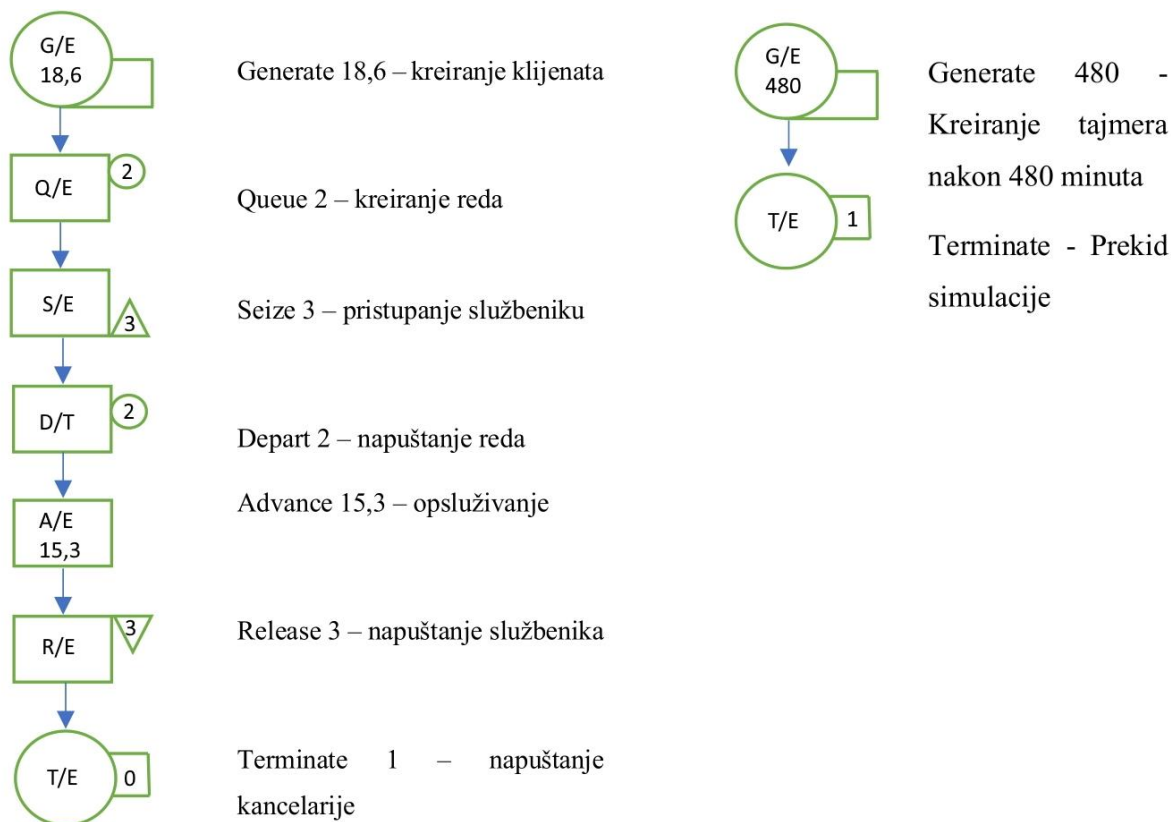 G/E
18,6
Generate 18,6 – kreiranje klijenata
Q/E
2
Queue 2 – kreiranje reda
S/E
3
Seize 3 – pristupanje službeniku
D/T
2
Depart 2 – napuštanje reda
A/E
15,3
Advance 15,3 – opsluživanje
R/E
3
Release 3 – napuštanje službenika
T/E
0
Terminate 1 – napuštanje
kancelarije
G/E
480
T/E
1
Generate 480 -
Kreiranje tajmera
nakon 480 minuta
Terminate - Prekid
simulacije